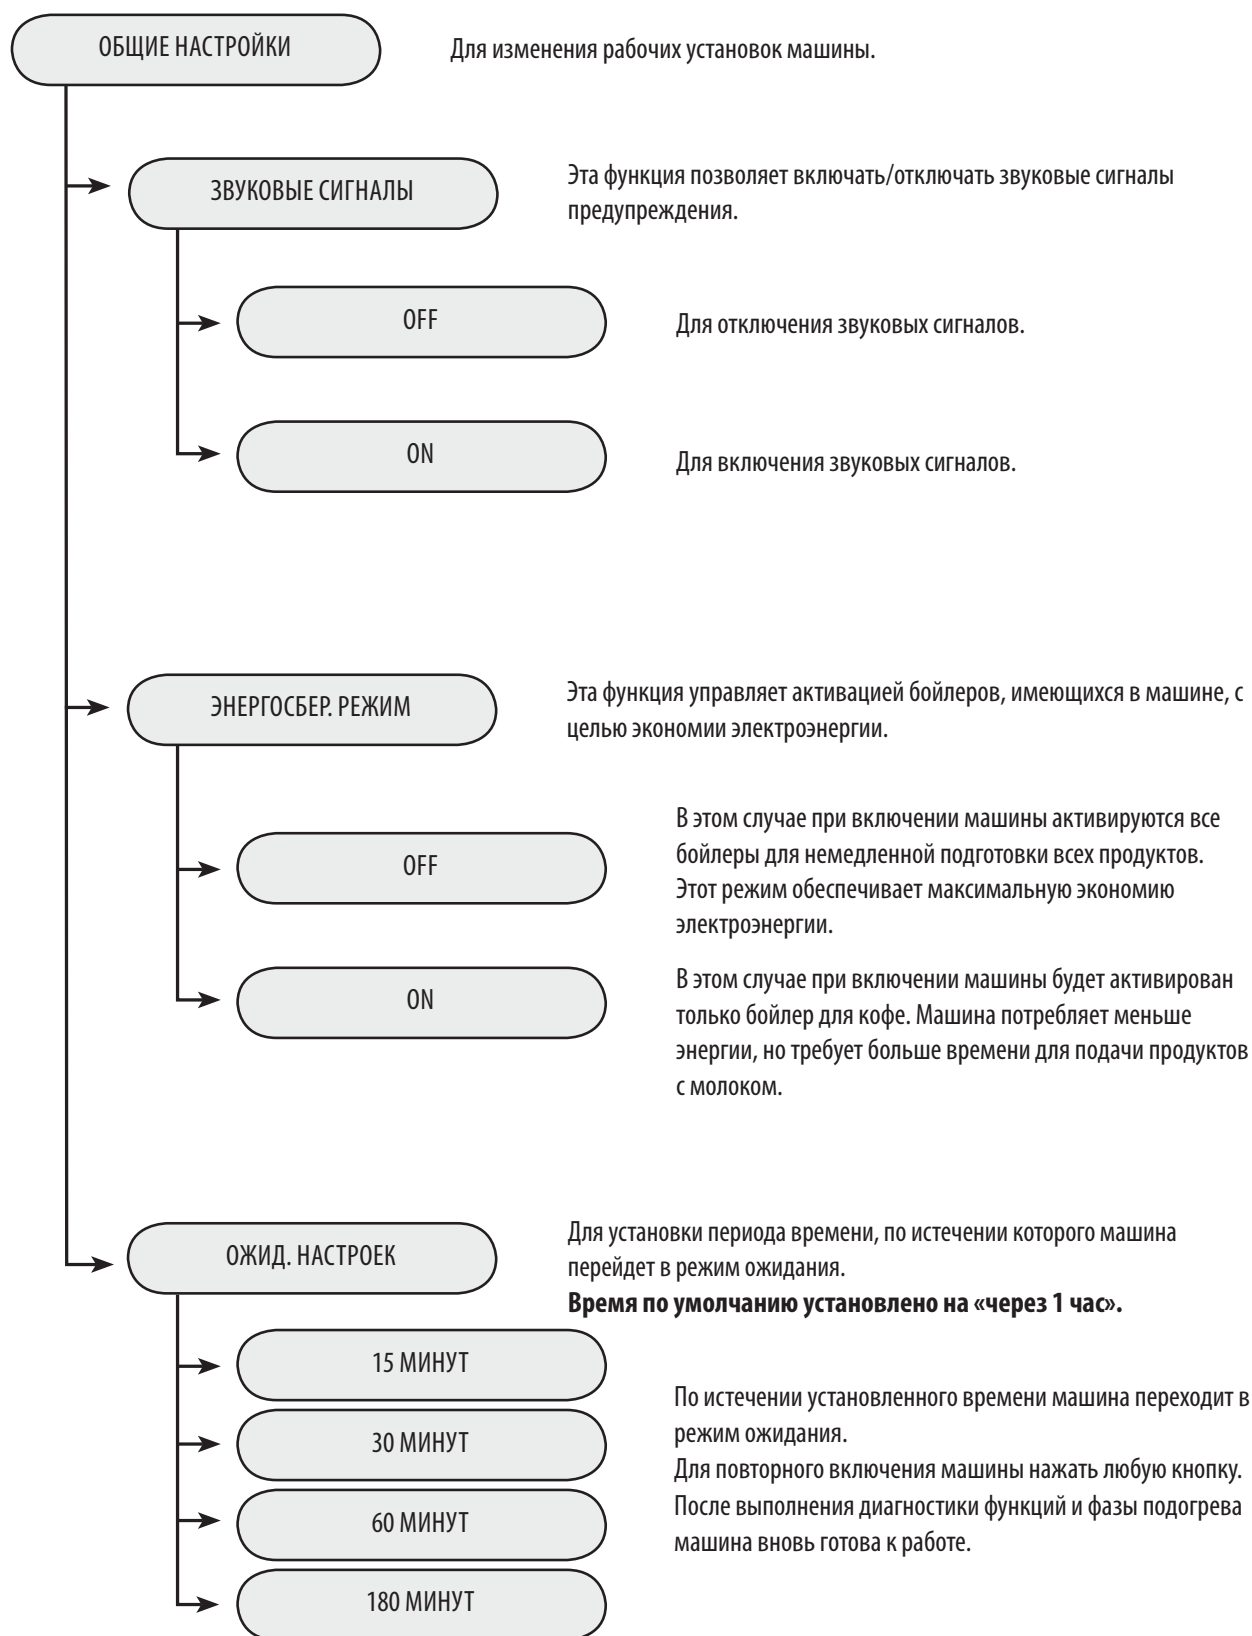 ОБЩИЕ НАСТРОЙКИ
Для изменения рабочих установок машины.
ЗВУКОВЫЕ СИГНАЛЫ
Эта функция позволяет включать/отключать звуковые сигналы
предупреждения.
OFF
Для отключения звуковых сигналов.
ON
Для включения звуковых сигналов.
ЭНЕРГОСБЕР. РЕЖИМ
Эта функция управляет активацией бойлеров, имеющихся в машине, с
целью экономии электроэнергии.
OFF
В этом случае при включении машины активируются все
бойлеры для немедленной подготовки всех продуктов.
Этот режим обеспечивает максимальную экономию
электроэнергии.
ON
В этом случае при включении машины будет активирован
только бойлер для кофе. Машина потребляет меньше
энергии, но требует больше времени для подачи продуктов
с молоком.
ОЖИД. НАСТРОЕК
Для установки периода времени, по истечении которого машина
перейдет в режим ожидания.
Время по умолчанию установлено на «через 1 час».
15 МИНУТ
30 МИНУТ
60 МИНУТ
180 МИНУТ
По истечении установленного времени машина переходит в
режим ожидания.
Для повторного включения машины нажать любую кнопку.
После выполнения диагностики функций и фазы подогрева
машина вновь готова к работе.